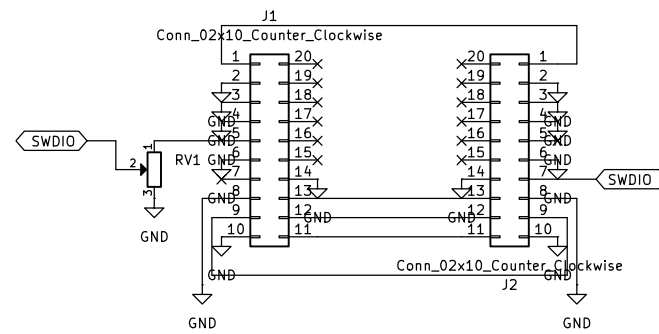 J1
Conn_02x10_Counter_Clockwise
1 20 20 1
2 19 19 2
3 18 18 3
4 17 17 4
GND GND
5 16 16 5
SWDIO
1
RV1 GND 6 15 15 6 GND
2
7 14 14 7 SWDIO
3
GND 8 13 13 8 GND
9 12 GND GND 12 9
GND 10 11 11 10
Conn_02x10_Counter_Clockwise
GND GND
J2
GND GND